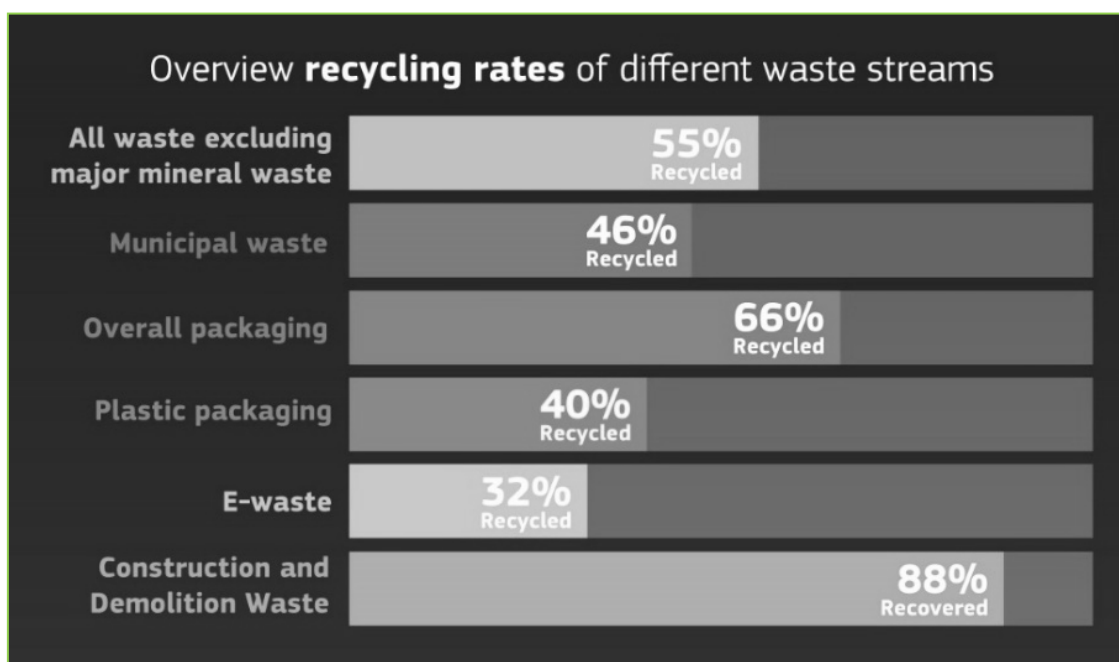 Overview recycling rates of different waste streams
All waste excluding
major mineral waste
55%
Recycled
Municipal waste
46%
Recycled
Overall packaging
66%
Recycled
Plastic packaging
40%
Recycled
E-waste
32%
Recycled
Construction and
Demolition Waste
88%
Recovered